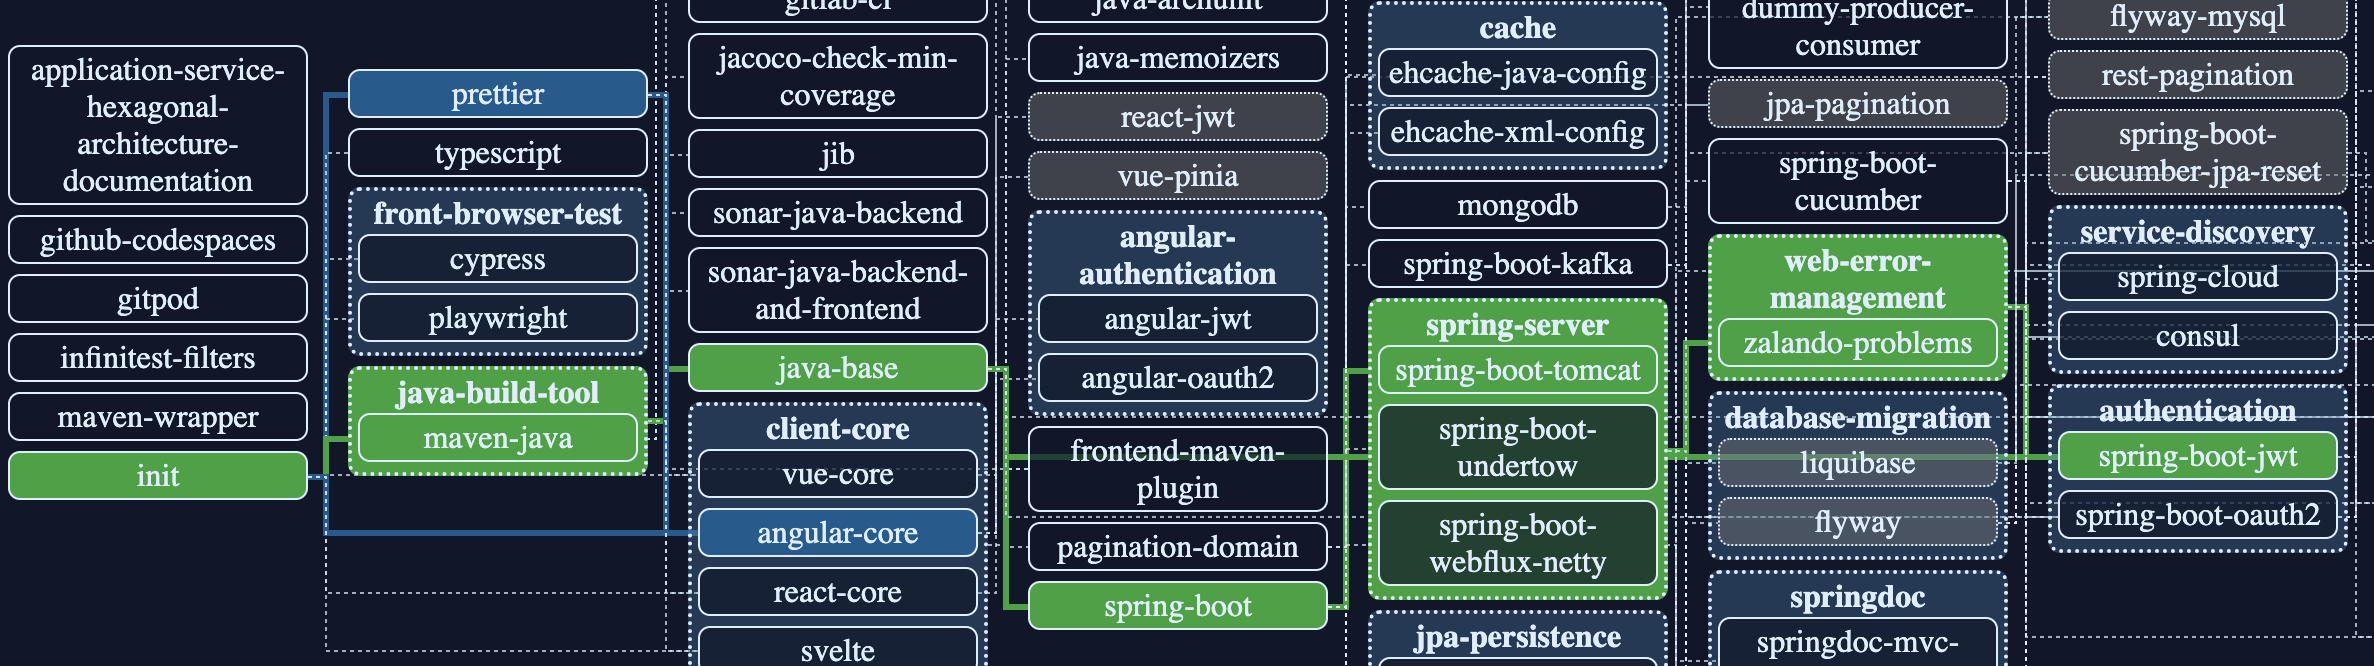 application-service-
hexagonal-
architecture-
documentation
github-codespaces
gitpod
infinitest-filters
maven-wrapper
init
prettier
typescript
front-browser-test
cypress
playwright
java-build-tool
maven-java
gitlab-ci
jacoco-check-min-
coverage
jib
sonar-java-backend
sonar-java-backend-
and-frontend
java-base
client-core
vue-core
angular-core
react-core
svelte
java-archunit
java-memoizers
react-jwt
vue-pinia
angular-
authentication
angular-jwt
angular-oauth2
frontend-maven-
plugin
pagination-domain
spring-boot
cache
ehcache-java-config
ehcache-xml-config
mongodb
spring-boot-kafka
spring-server
spring-boot-tomcat
spring-boot-
undertow
spring-boot-
webflux-netty
jpa-persistence
dummy-producer-
consumer
jpa-pagination
spring-boot-
cucumber
web-error-
management
zalando-problems
database-migration
liquibase
flyway
springdoc
springdoc-mvc-
flyway-mysql
rest-pagination
spring-boot-
cucumber-jpa-reset
service-discovery
spring-cloud
consul
authentication
spring-boot-jwt
spring-boot-oauth2